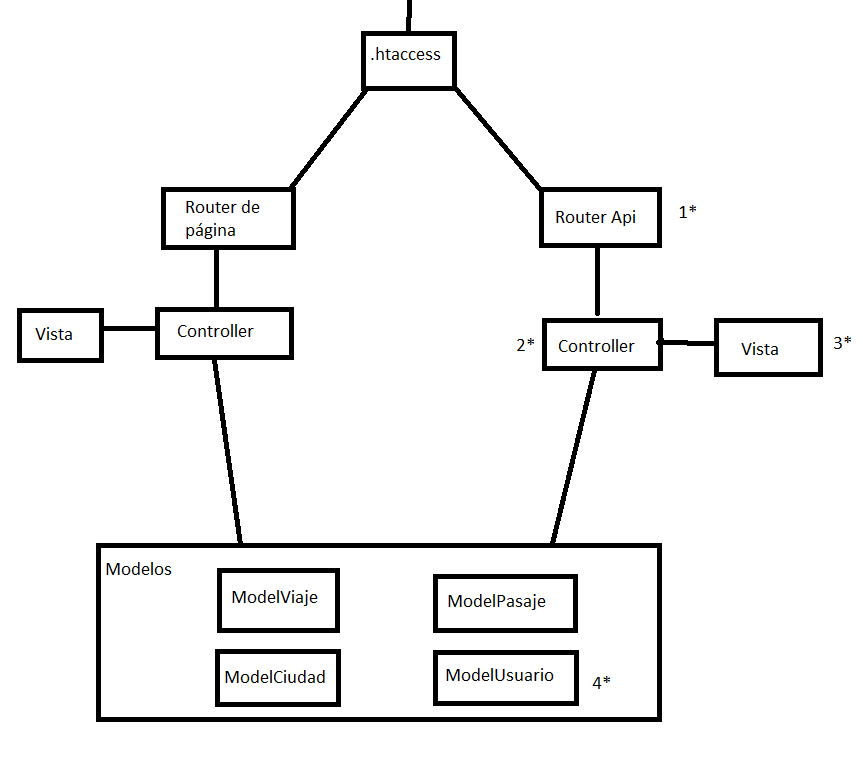 .htaccess
Router de
página
Router Api
1*
Vista
Controller
2*
Controller
Vista
3*
Modelos
ModelViaje
ModelPasaje
ModelCiudad
ModelUsuario
4*